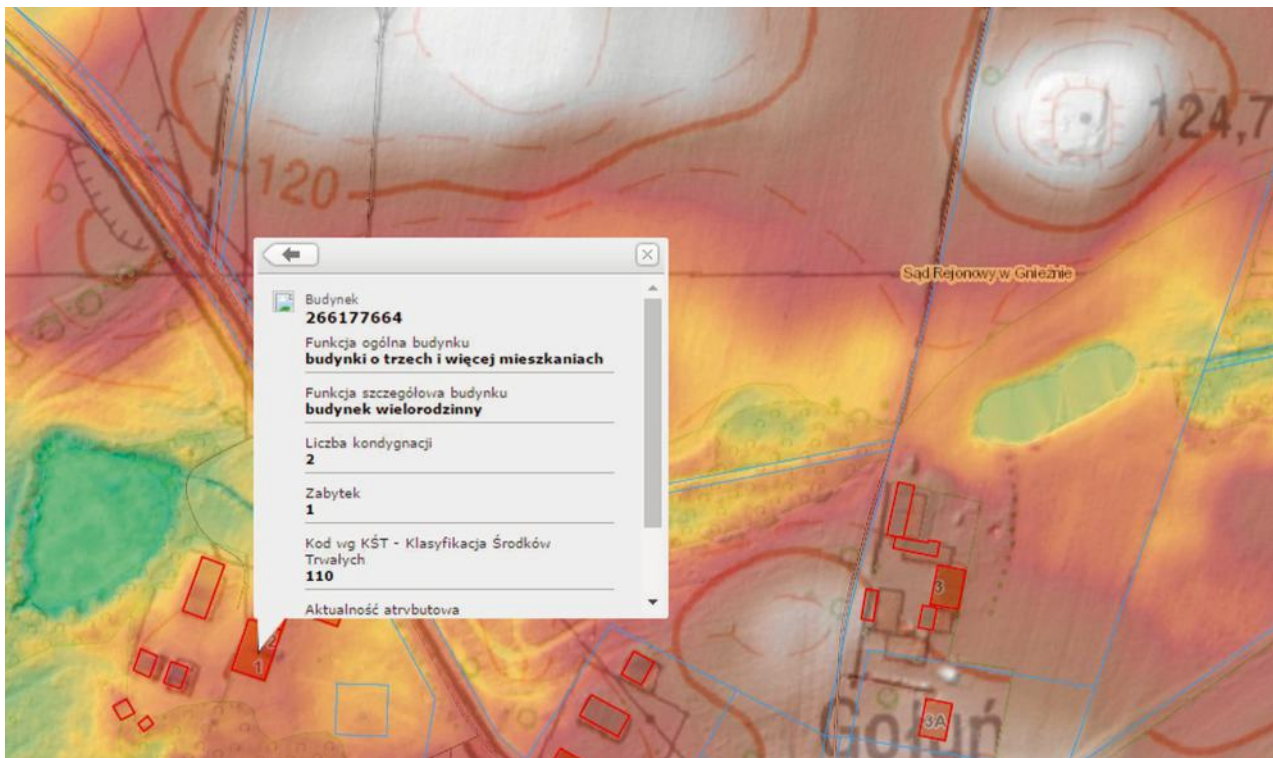 124,7
120
Sąd Rejonowy w Gnieźnie
Budynek
266177664
Funkcja ogólna budynku
budynki o trzech i więcej mieszkaniach
Funkcja szczegółowa budynku
budynek wielorodzinny
Liczba kondygnacji
2
Zabytek
1
Kod wg KŚT - Klasyfikacja Środków
Trwałych
110
Aktualność atrybutowa
3
2
1
3A
Gołuń